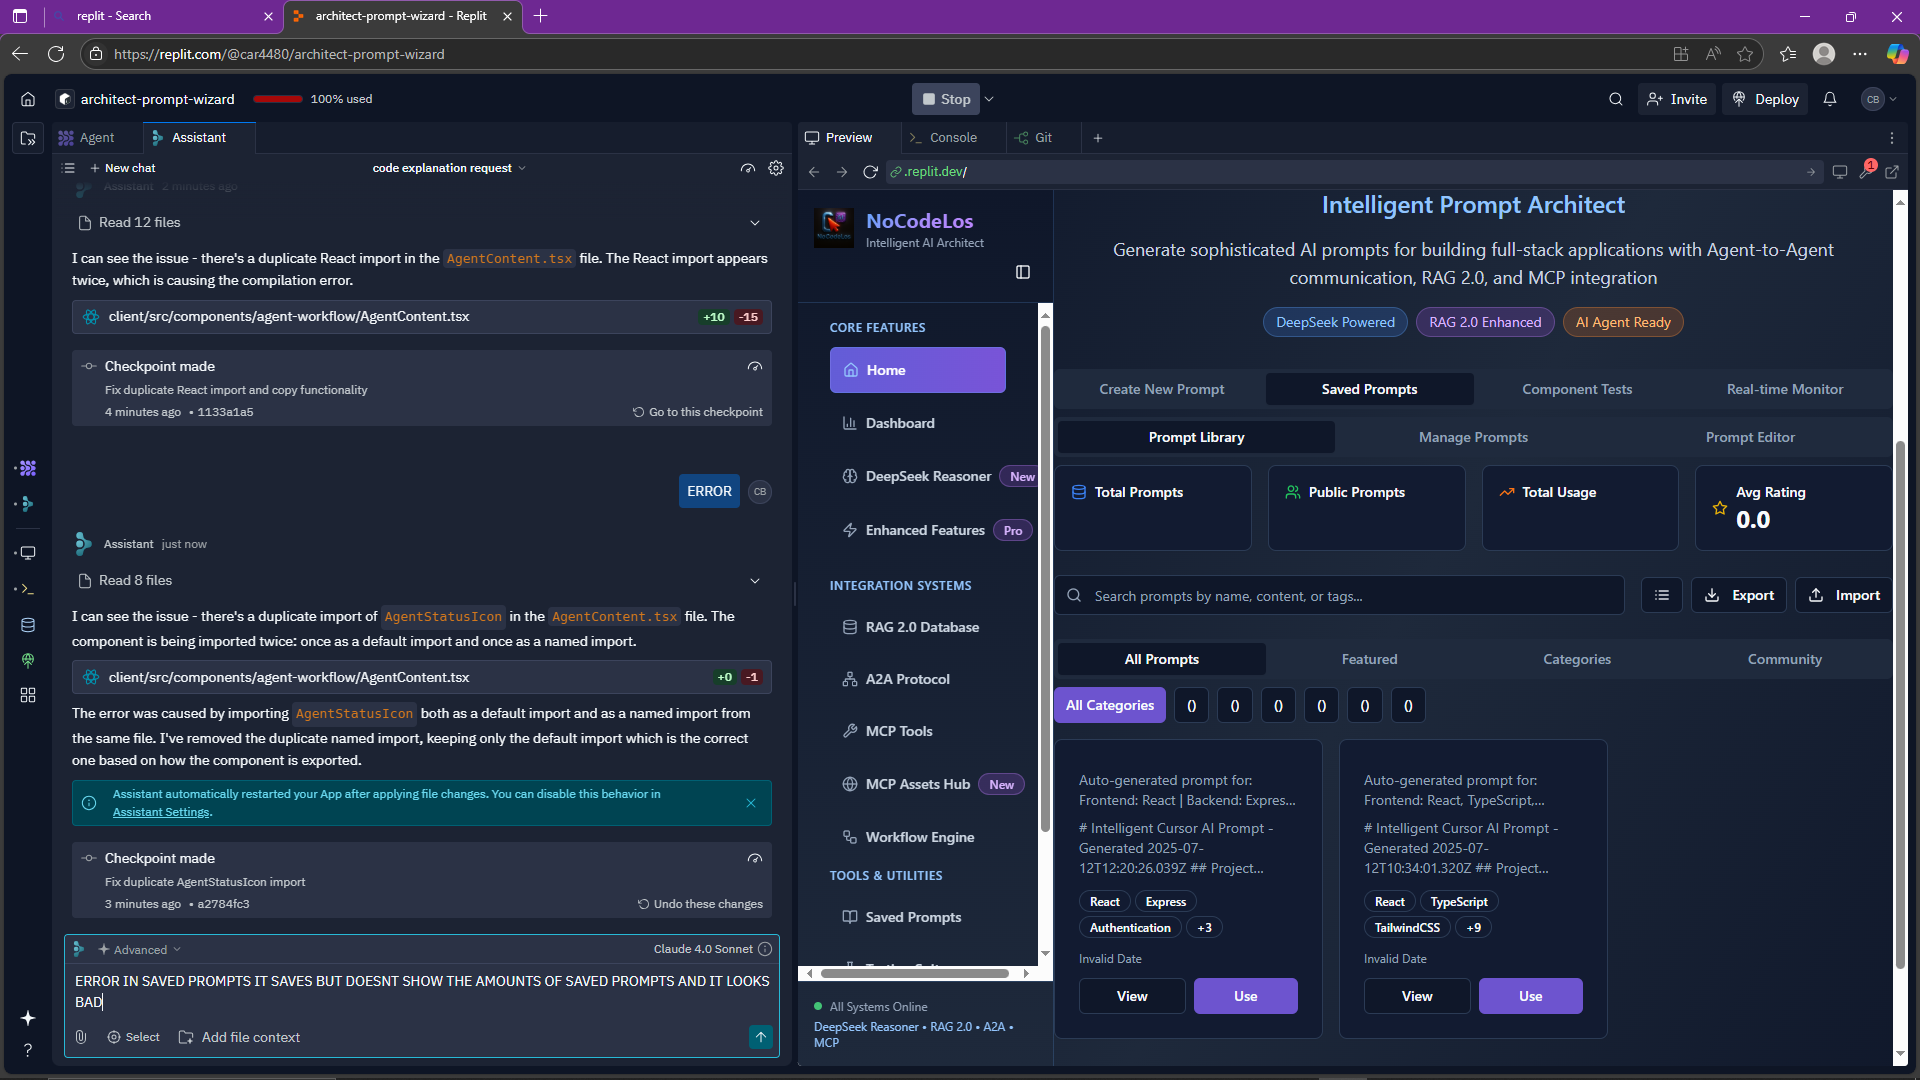 replit - Search
architect-prompt-wizard - Replit
https://replit.com/@car4480/architect-prompt-wizard
architect-prompt-wizard
100% used
Stop
Invite
Deploy
CB
Agent
Assistant
New chat
code explanation request
Assistant 2 minutes ago
Read 12 files
I can see the issue - there's a duplicate React import in the AgentContent.tsx file. The React import appears
twice, which is causing the compilation error.
client/src/components/agent-workflow/AgentContent.tsx
+10 -15
Checkpoint made
Fix duplicate React import and copy functionality
4 minutes ago • 1133a1a5
Go to this checkpoint
ERROR
CB
Assistant just now
Read 8 files
I can see the issue - there's a duplicate import of AgentStatusIcon in the AgentContent.tsx file. The
component is being imported twice: once as a default import and once as a named import.
client/src/components/agent-workflow/AgentContent.tsx
+0 -1
The error was caused by importing AgentStatusIcon both as a default import and as a named import from
the same file. I've removed the duplicate named import, keeping only the default import which is the correct
one based on how the component is exported.
Assistant automatically restarted your App after applying file changes. You can disable this behavior in
Assistant Settings.
Checkpoint made
Fix duplicate AgentStatusIcon import
3 minutes ago • a2784fc3
Undo these changes
Advanced
Claude 4.0 Sonnet
ERROR IN SAVED PROMPTS IT SAVES BUT DOESNT SHOW THE AMOUNTS OF SAVED PROMPTS AND IT LOOKS
BAD
Select
Add file context
Preview
Console
Git
.replit.dev/
1
NoCodeLos
NoCodeLos
Intelligent AI Architect
CORE FEATURES
Home
Dashboard
DeepSeek Reasoner
New
Enhanced Features
Pro
INTEGRATION SYSTEMS
RAG 2.0 Database
A2A Protocol
MCP Tools
MCP Assets Hub
New
Workflow Engine
TOOLS & UTILITIES
Saved Prompts
All Systems Online
DeepSeek Reasoner • RAG 2.0 • A2A •
MCP
Intelligent Prompt Architect
Generate sophisticated AI prompts for building full-stack applications with Agent-to-Agent
communication, RAG 2.0, and MCP integration
DeepSeek Powered
RAG 2.0 Enhanced
AI Agent Ready
Create New Prompt
Saved Prompts
Component Tests
Real-time Monitor
Prompt Library
Manage Prompts
Prompt Editor
Total Prompts
Public Prompts
Total Usage
Avg Rating
0.0
Search prompts by name, content, or tags...
Export
Import
All Prompts
Featured
Categories
Community
All Categories
()
()
()
()
()
()
Auto-generated prompt for:
Frontend: React | Backend: Expres...
# Intelligent Cursor AI Prompt -
Generated 2025-07-
12T12:20:26.039Z ## Project...
React
Express
Authentication
+3
Invalid Date
View
Use
Auto-generated prompt for:
Frontend: React, TypeScript,...
# Intelligent Cursor AI Prompt -
Generated 2025-07-
12T10:34:01.320Z ## Project...
React
TypeScript
TailwindCSS
+9
Invalid Date
View
Use